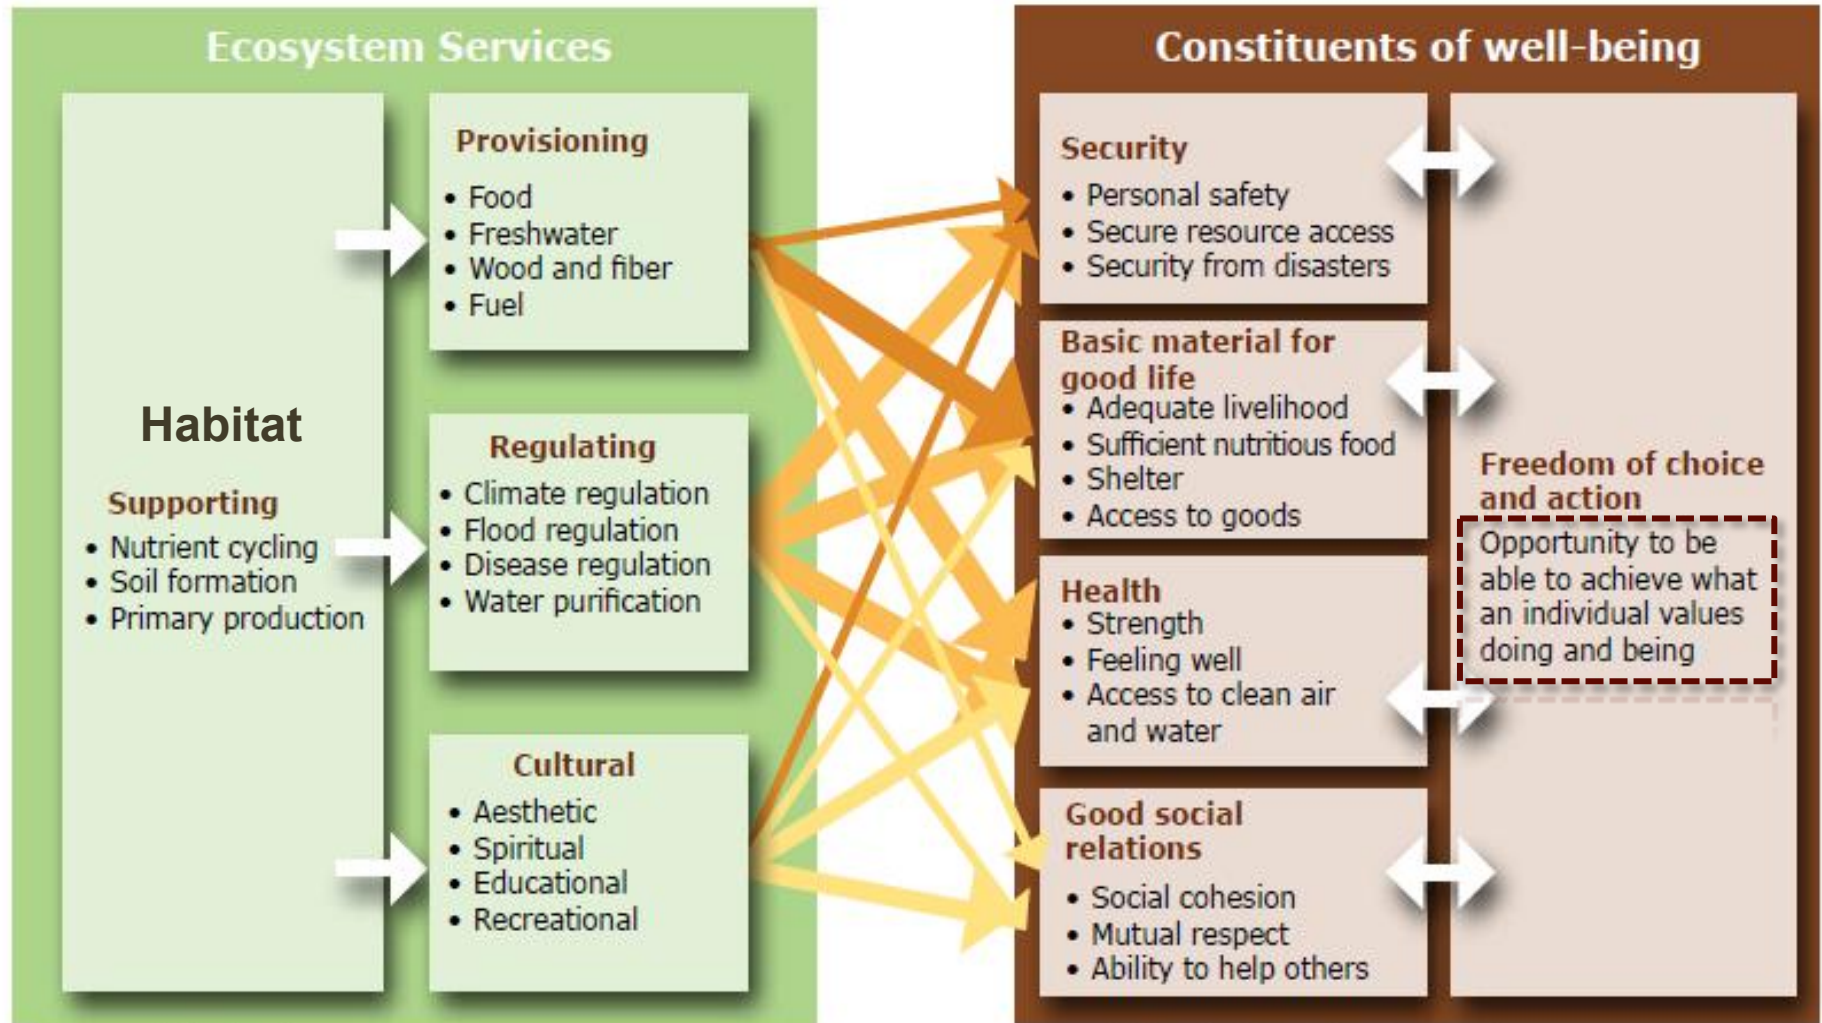 Ecosystem Services
Habitat
Supporting
• Nutrient cycling
• Soil formation
• Primary production
Provisioning
• Food
• Freshwater
• Wood and fiber
• Fuel
Regulating
• Climate regulation
• Flood regulation
• Disease regulation
• Water purification
Cultural
• Aesthetic
• Spiritual
• Educational
• Recreational
Constituents of well-being
Security
• Personal safety
• Secure resource access
• Security from disasters
Basic material for
good life
• Adequate livelihood
• Sufficient nutritious food
• Shelter
• Access to goods
Health
• Strength
• Feeling well
• Access to clean air
and water
Good social
relations
• Social cohesion
• Mutual respect
• Ability to help others
Freedom of choice
and action
Opportunity to be
able to achieve what
an individual values
doing and being